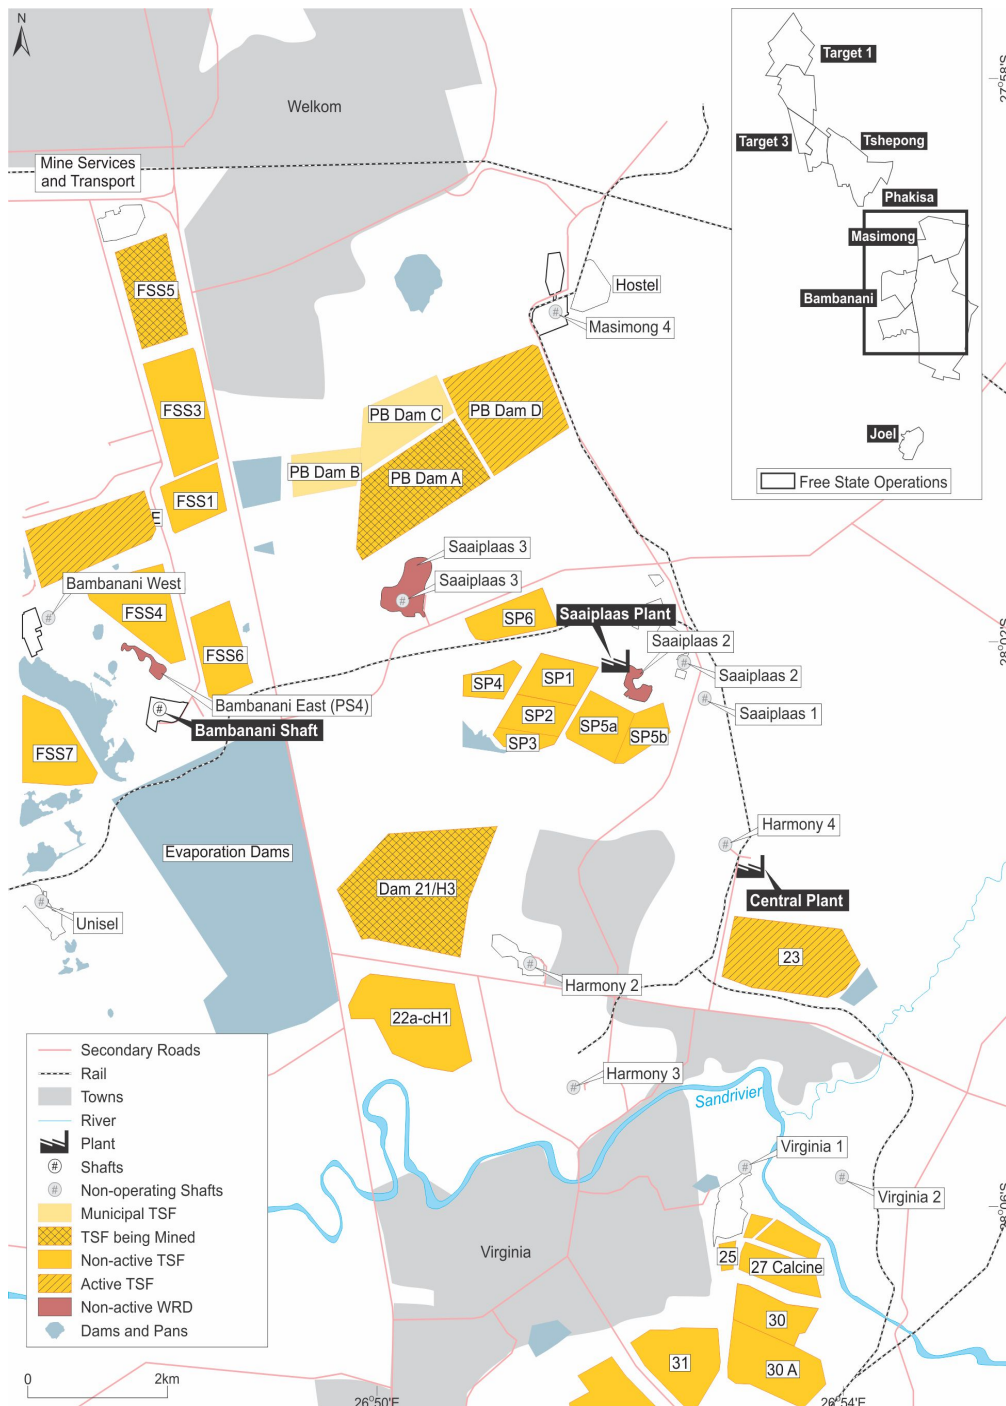 N
Welkom
Mine Services
and Transport
Target 1
27°58'S
Target 3
Tshepong
Phakisa
Masimong
Bambanani
Joel
Free State Operations
FSS5
Hostel
#
Masimong 4
FSS3
PB Dam C
PB Dam D
PB Dam B
PB Dam A
FSS1
E
Saaiplaas 3
#
Saaiplaas 3
Bambanani West
#
FSS4
SP6
Saaiplaas Plant
28°02'S
FSS6
Saaiplaas 2
#
Saaiplaas 2
SP4
SP1
Bambanani East (PS4)
#
Bambanani Shaft
SP2
SP5a
#
Saaiplaas 1
SP3
SP5b
FSS7
Harmony 4
#
Evaporation Dams
Dam 21/H3
Central Plant
#
Unisel
23
#
Harmony 2
22a-cH1
Harmony 3
#
Sandrivier
Virginia 1
#
#
Virginia 2
28°06'S
Virginia
25
27 Calcine
30
31
30 A
Secondary Roads
Rail
Towns
River
Plant
# Shafts
# Non-operating Shafts
Municipal TSF
TSF being Mined
Non-active TSF
Active TSF
Non-active WRD
Dams and Pans
0 2km
26°50'E
26°54'E